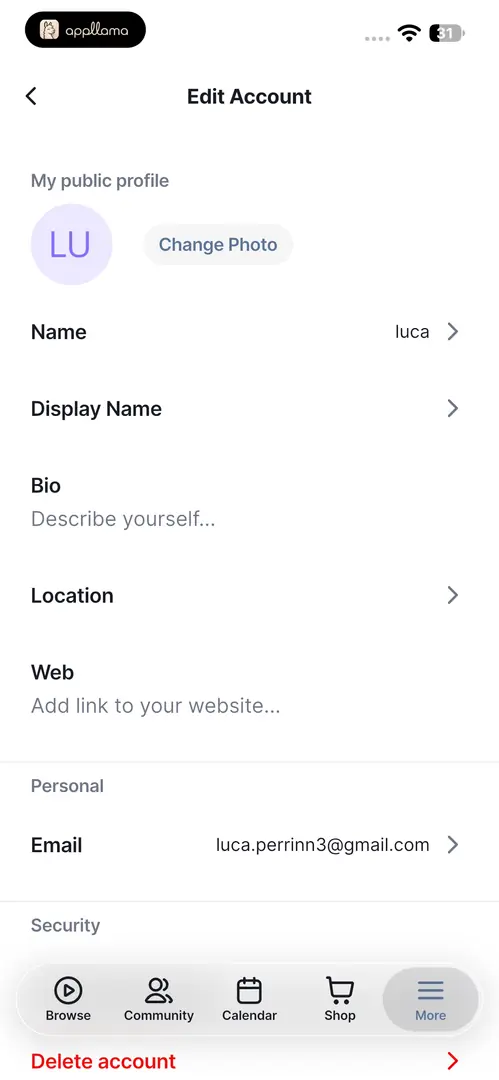 appllama
31
Edit Account
My public profile
LU
Change Photo
Name
luca
Display Name
Bio
Describe yourself...
Location
Web
Add link to your website...
Personal
Email
luca.perrinn3@gmail.com
Security
Browse
Community
Calendar
Shop
More
Delete account